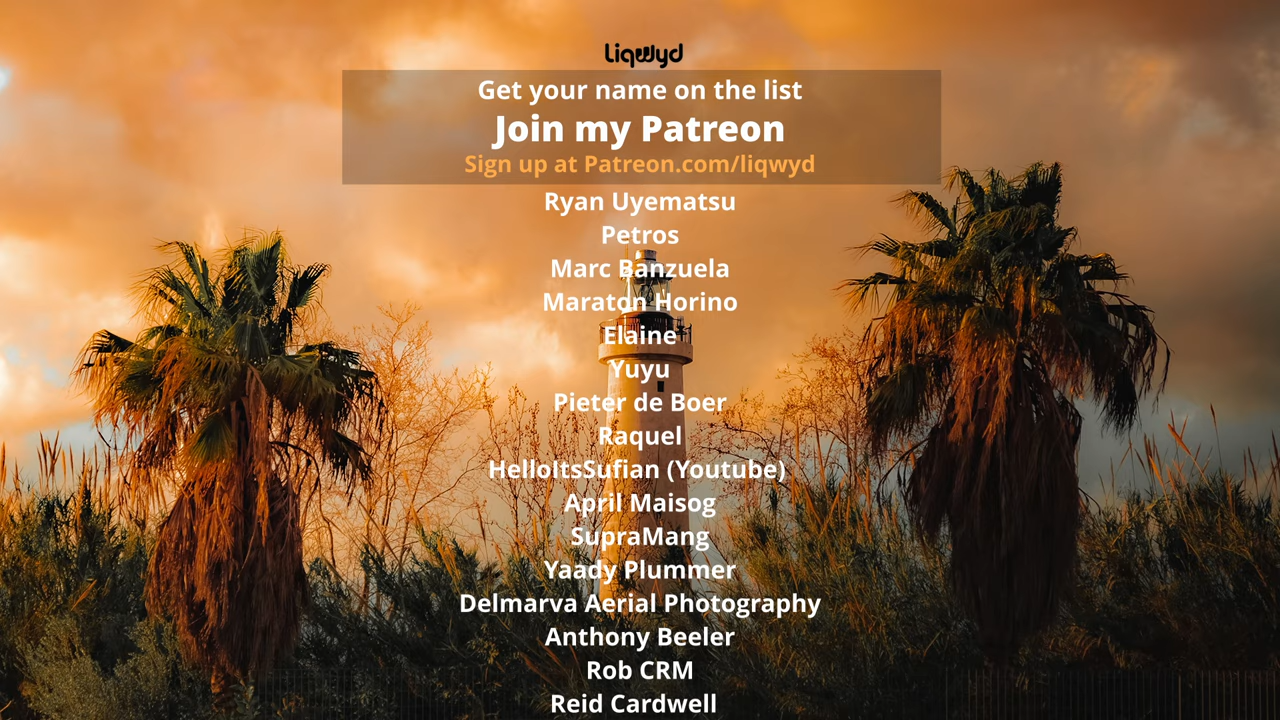 Liqwyd
Get your name on the list
Join my Patreon
Sign up at Patreon.com/liqwyd
Ryan Uyematsu
Petros
Marc Banzuela
Maraton Horino
Elaine
Yuyu
Pieter de Boer
Raquel
HelloItsSufian (Youtube)
April Maisog
SupraMang
Yaady Plummer
Delmarva Aerial Photography
Anthony Beeler
Rob CRM
Reid Cardwell